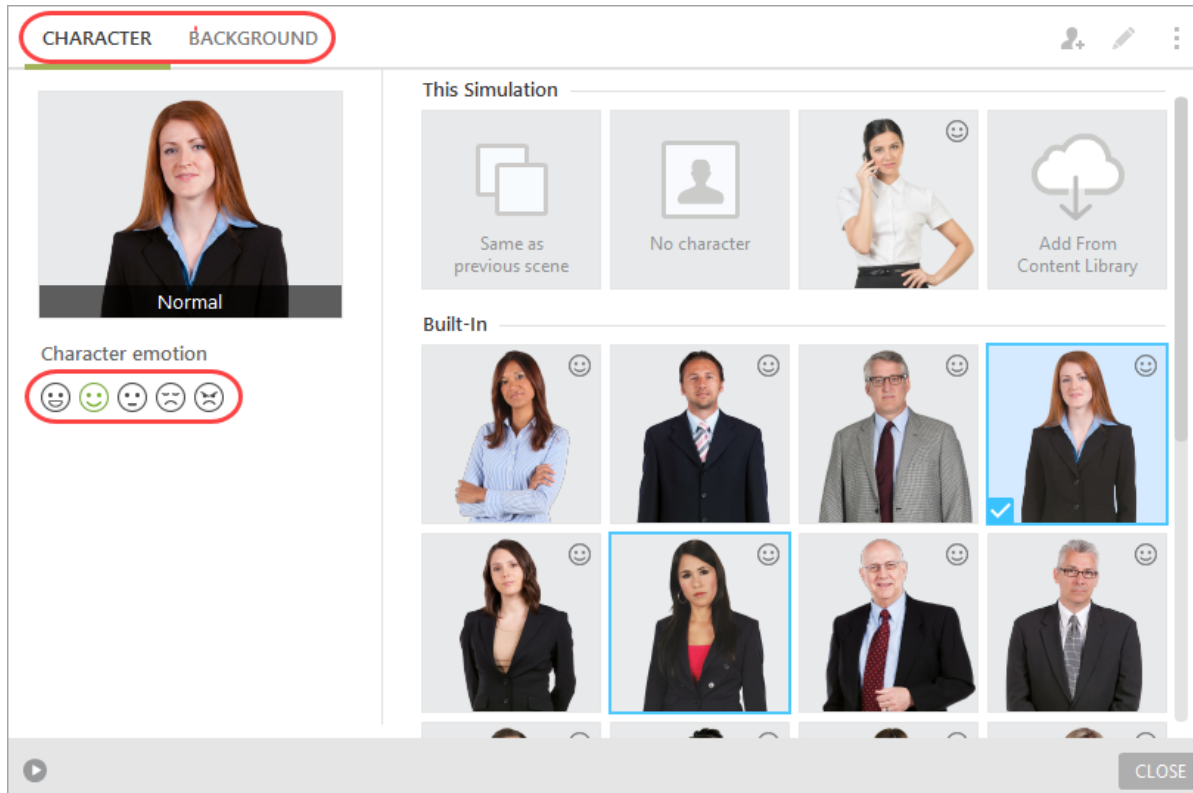 CHARACTER BACKGROUND
This Simulation
Same as
previous scene
No character
Add From
Content Library
Normal
Built-In
Character emotion
CLOSE